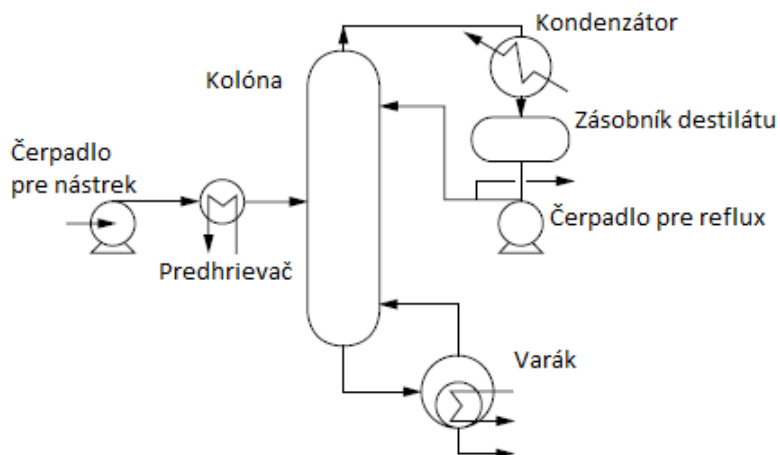 Kondenzátor
Kolóna
Zásobník destilátu
Čerpadlo
pre nástrek
Čerpadlo pre reflux
Predhrievač
Varák